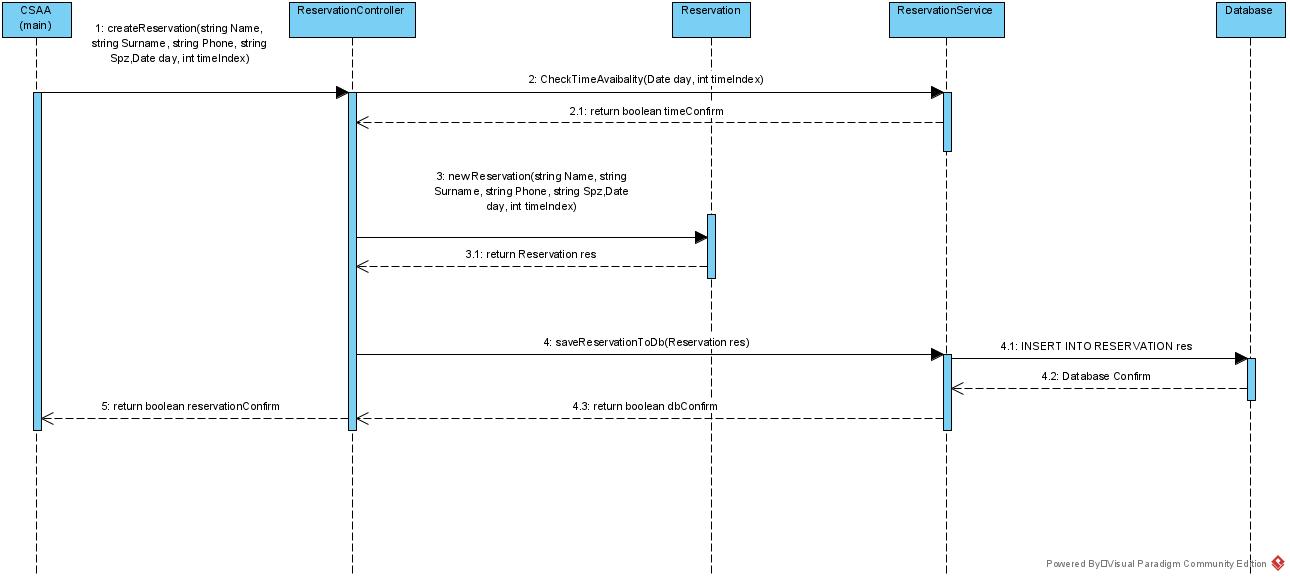 CSAA
(main)
ReservationController
Reservation
ReservationService
Database
1: createReservation(string Name,
string Surname, string Phone, string
Spz,Date day, int timeIndex)
2: CheckTimeAvaibality(Date day, int timeIndex)
2.1: return boolean timeConfirm
3: newReservation(string Name, string
Surname, string Phone, string Spz,Date
day, int timeIndex)
3.1: return Reservation res
4: saveReservationToDb(Reservation res)
4.1: INSERT INTO RESERVATION res
4.2: Database Confirm
5: return boolean reservationConfirm
4.3: return boolean dbConfirm
Powered By□Visual Paradigm Community Edition